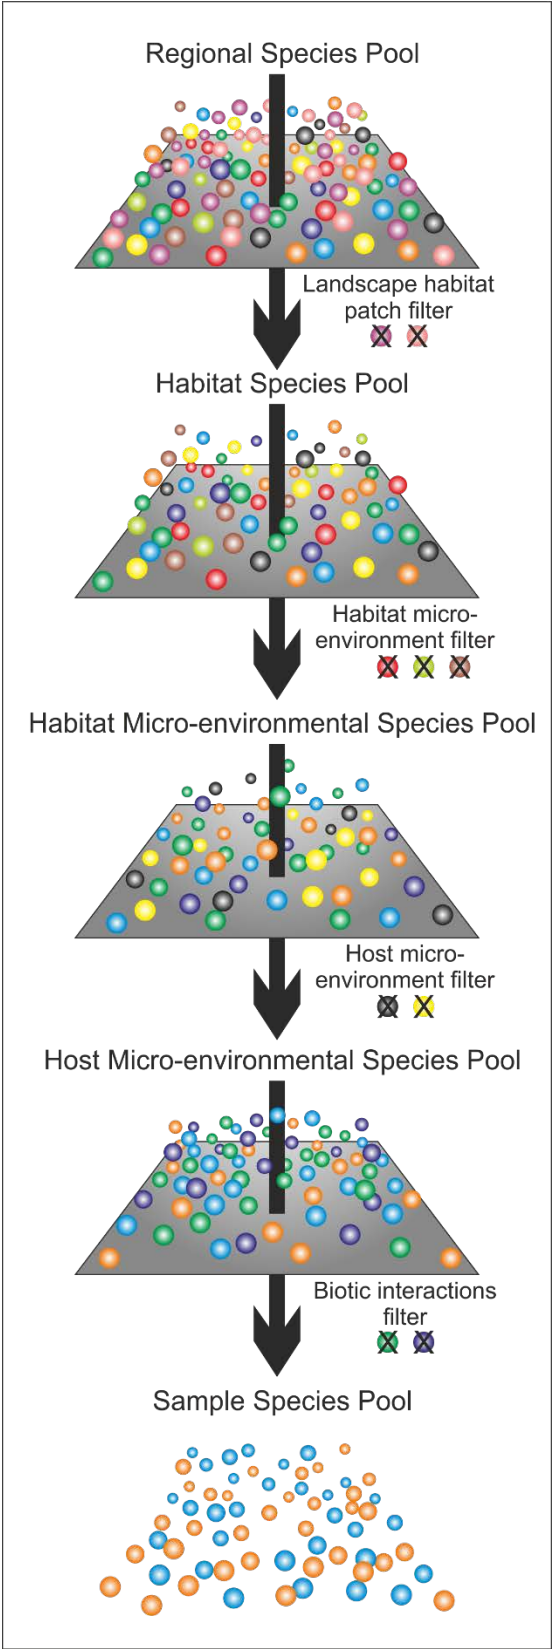 Regional Species Pool
Landscape habitat
patch filter
X X
Habitat Species Pool
Habitat micro-
environment filter
X X X
Habitat Micro-environmental Species Pool
Host micro-
environment filter
X X
Host Micro-environmental Species Pool
Biotic interactions
filter
X X
Sample Species Pool